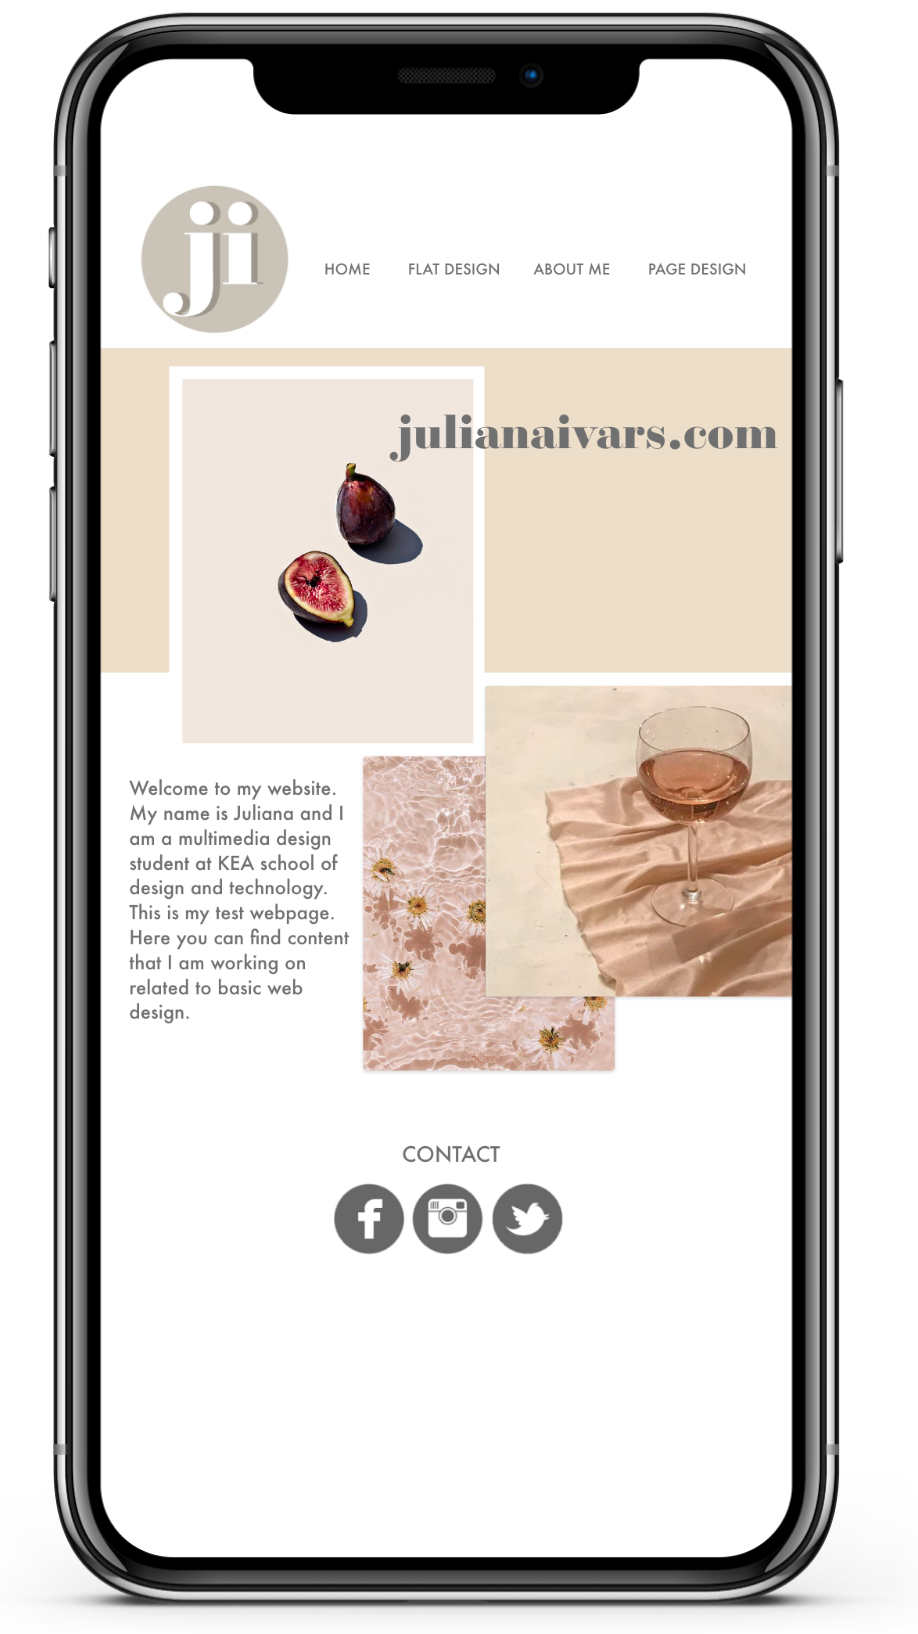 ji
HOME FLAT DESIGN ABOUT ME PAGE DESIGN
julianaivars.com
Welcome to my website.
My name is Juliana and I
am a multimedia design
student at KEA school of
design and technology.
This is my test webpage.
Here you can find content
that I am working on
related to basic web
design.
CONTACT